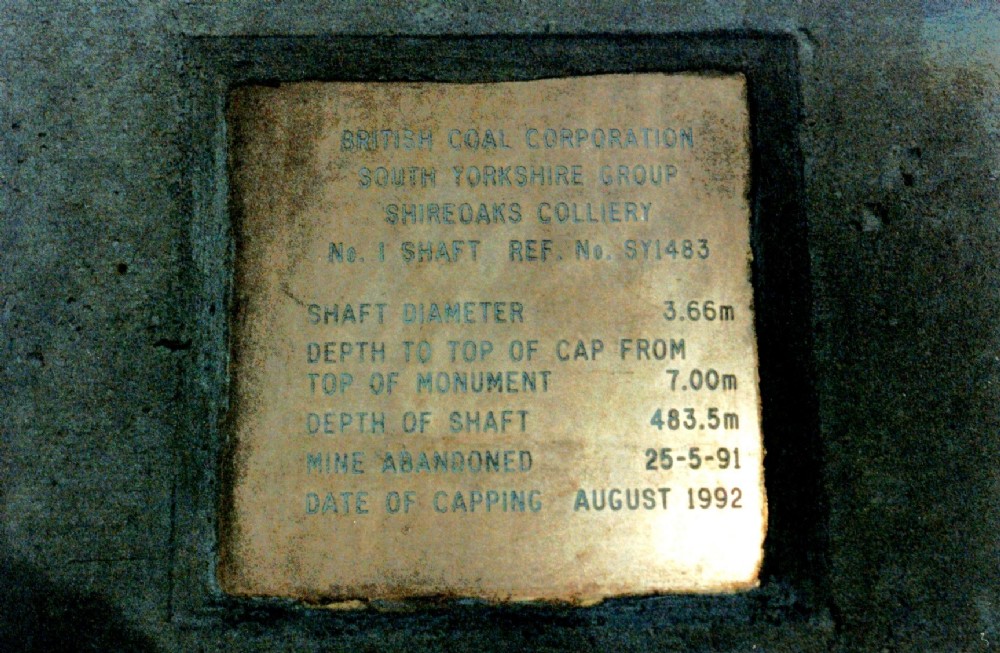 BRITISH COAL CORPORATION
SOUTH YORKSHIRE GROUP
SHIREOAKS COLLIERY
No. 1 SHAFT REF. No. SY1483
SHAFT DIAMETER 3.66m
DEPTH TO TOP OF CAP FROM
TOP OF MONUMENT 7.00m
DEPTH OF SHAFT 483.5m
MINE ABANDONED 25-5-91
DATE OF CAPPING AUGUST 1992